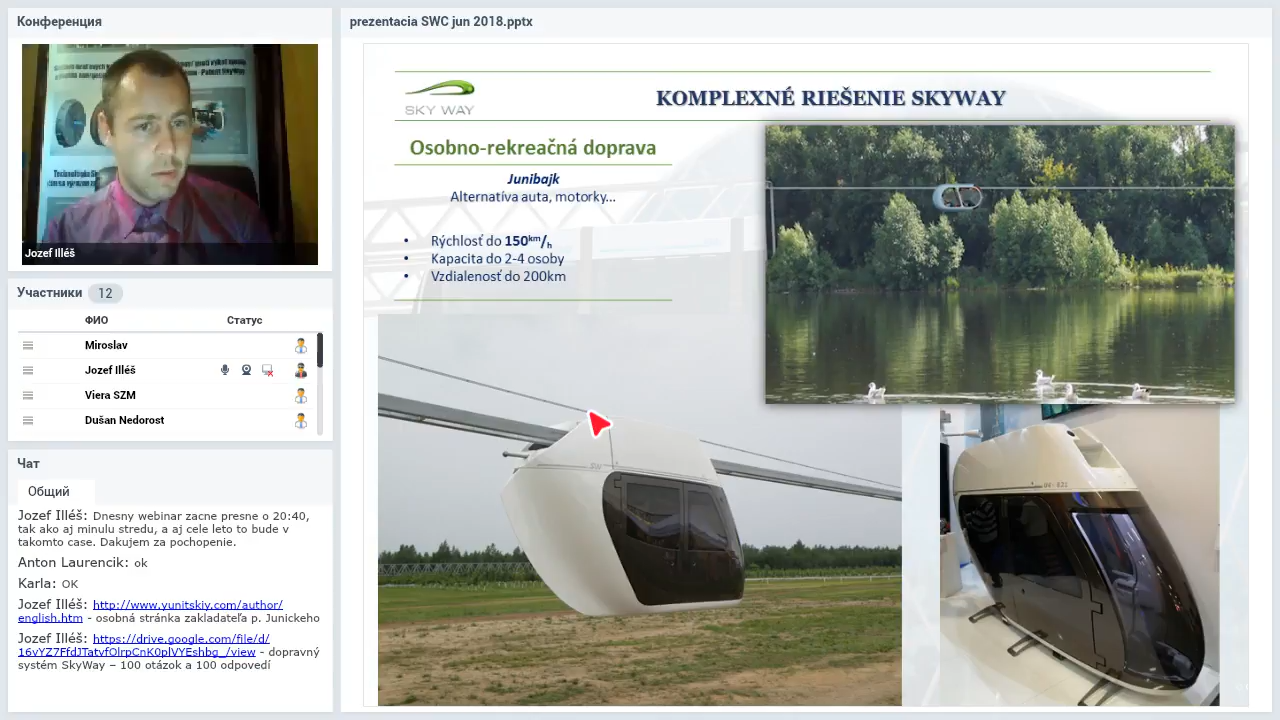 Конференция
Jozef Illéš
Участники 12
ФИО Статус
Miroslav
Jozef Illéš
Viera SZM
Dušan Nedorost
Чат
Общий
Jozef Illéš: Dnesny webinar zacne presne o 20:40,
tak ako aj minulu stredu, a aj cele leto to bude v
takomto case. Dakujem za pochopenie.
Anton Laurencik: ok
Karla: OK
Jozef Illéš: http://www.yunitskiy.com/author/
english.htm - osobná stránka zakladateľa p. Junického
Jozef Illéš: https://drive.google.com/file/d/
16vYZ7FfdJTatvfOlrpCnK0plVYEshbg_/view - dopravný
systém SkyWay – 100 otázok a 100 odpovedí
prezentacia SWC jun 2018.pptx
SKY WAY
KOMPLEXNÉ RIEŠENIE SKYWAY
Osobno-rekreačná doprava
Junibajk
Alternatíva auta, motorky...
• Rýchlosť do 150km/h
• Kapacita do 2-4 osoby
• Vzdialenosť do 200km